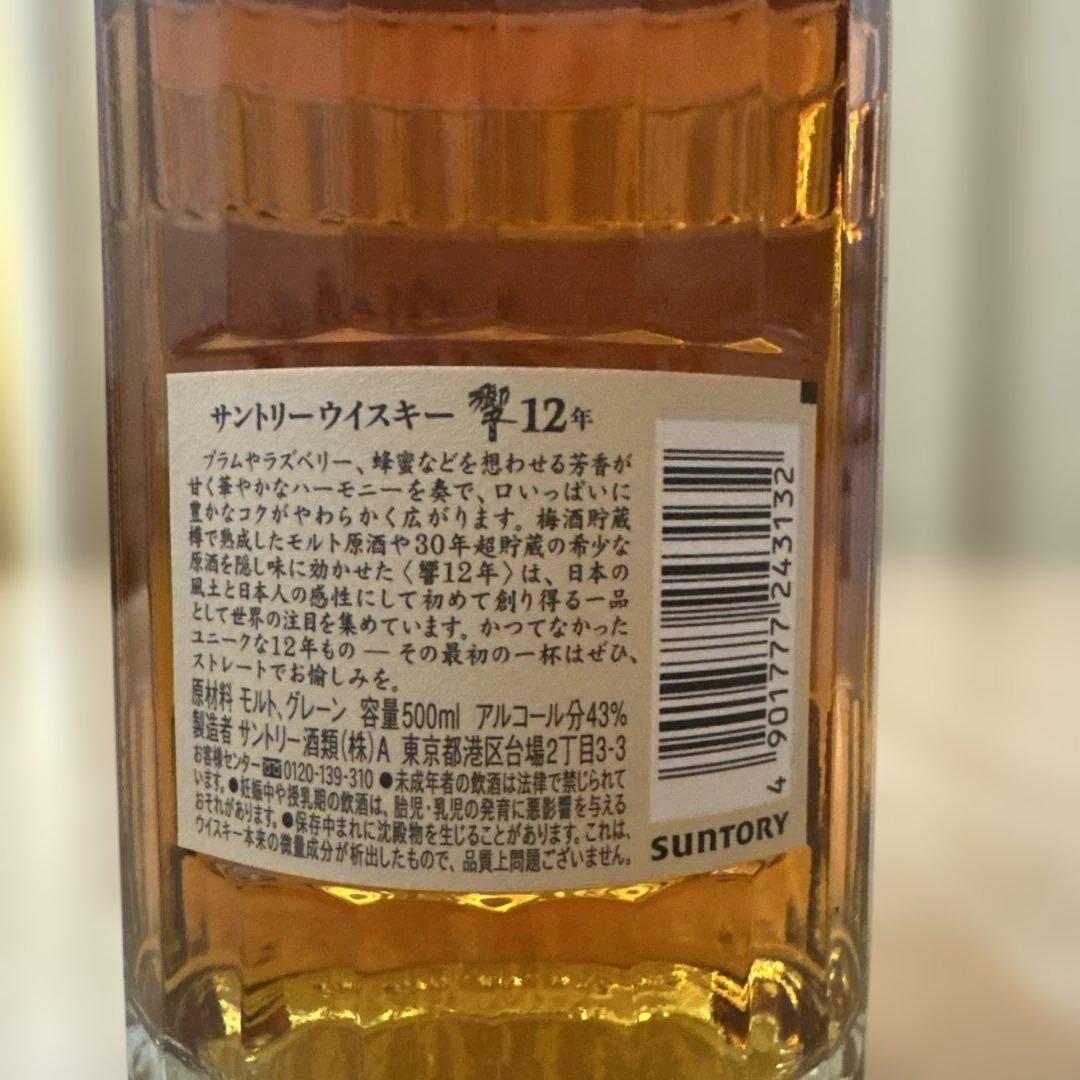 サントリーウイスキー 響 12年
プラムやラズベリー、蜂蜜などを想わせる芳香が
甘く華やかなハーモニーを奏で、口いっぱいに
豊かなコクがやわらかく広がります。梅酒貯蔵
樽で熟成したモルト原酒や30年超貯蔵の希少な
原酒を隠し味に効かせた〈響12年〉は、日本の
風土と日本人の感性にして初めて創り得る一品
として世界の注目を集めています。かつてなかった
ユニークな12年もの ― その最初の一杯はぜひ、
ストレートでお愉しみを。
原材料 モルト、グレーン 容量500ml アルコール分43%
製造者 サントリー酒類(株)A 東京都港区台場2丁目3-3
お客様センター 0120-139-310 ●未成年者の飲酒は法律で禁じられて
います。●妊娠中や授乳期の飲酒は、胎児・乳児の発育に悪影響を与える
おそれがあります。●保存中まれに沈殿物を生じることがあります。これは、
ウイスキー本来の微量成分が析出したもので、品質上問題ございません。
4 901777 243132
SUNTORY